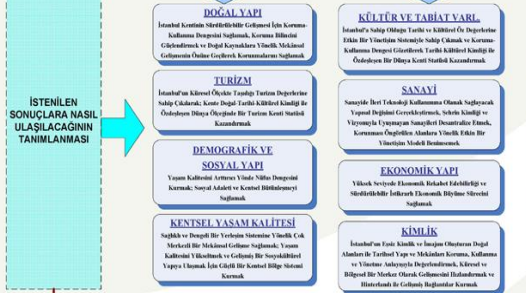 İSTENİLEN
SONUÇLARA NASIL
ULAŞILACAĞININ
TANIMLANMASI
DOĞAL YAPI
İstanbul Kentinin Sürdürülebilir Gelişmesi İçin Koruma-
Kullanma Dengesini Sağlamak, Koruma Bilincini
Güçlendirmek ve Doğal Kaynaklara Yönelik Mekânsal
Gelişmenin Önüne Geçilerek Korunmalarını Sağlamak
TURİZM
İstanbul'un Küresel Ölçekte Taşıdığı Turizm Değerlerine
Sahip Çıkılarak; Kente Doğal-Tarihi-Kültürel Kimliği ile
Özdeşleşen Dünya Ölçeğinde Bir Turizm Kenti Statüsü
Kazandırmak
DEMOGRAFİK VE
SOSYAL YAPI
Yaşam Kalitesini Arttırıcı Yönde Nüfus Dengesini
Kurmak; Sosyal Adaleti ve Kentsel Bütünleşmeyi
Sağlamak
KENTSEL YAŞAM KALİTESİ
Sağlıklı ve Dengeli Bir Yerleşim Sistemine Yönelik Çok
Merkezli Bir Mekânsal Gelişme Sağlamak; Yaşam
Kalitesini Yükseltmek ve Gelişmiş Bir Sosyokültürel
Yapıya Ulaşmak İçin Güçlü Bir Kentsel Bölge Sistemi
Kurmak
KÜLTÜR VE TABİAT VARL.
İstanbul'a Sahip Olduğu Tarihi ve Kültürel Öz Değerlerine
Etkin Bir Yönetişim Sistemiyle Sahip Çıkmak ve Koruma-
Kullanma Dengesi Gözetilerek Tarihi-Kültürel Kimliği ile
Özdeşleşen Bir Dünya Kenti Statüsü Kazandırmak
SANAYİ
Sanayide İleri Teknoloji Kullanımına Olanak Sağlayacak
Yapısal Değişimi Gerçekleştirmek, Şehrin Kimliği ve
Vizyonuyla Uyuşmayan Sanayileri Desantralize Etmek,
Korunması Öngörülen Alanlara Yönelik Etkin Bir
Yönetişim Modeli Benimsemek
EKONOMİK YAPI
Yüksek Seviyede Ekonomik Rekabet Edebilirliği ve
Sürdürülebilir İstikrarlı Ekonomik Büyüme Sürecini
Sağlamak
KİMLİK
İstanbul'un Eşsiz Kimlik ve İmajını Oluşturan Doğal
Alanları ile Tarihsel Yapı ve Mekânları Koruma, Kullanma
ve Yönetme Anlayışıyla Değerlendirmek, Küresel ve
Bölgesel Bir Merkez Olarak Gelişmesini Hızlandırmak ve
Hinterlandı ile Gelişmiş Bağlantılar Kurmak